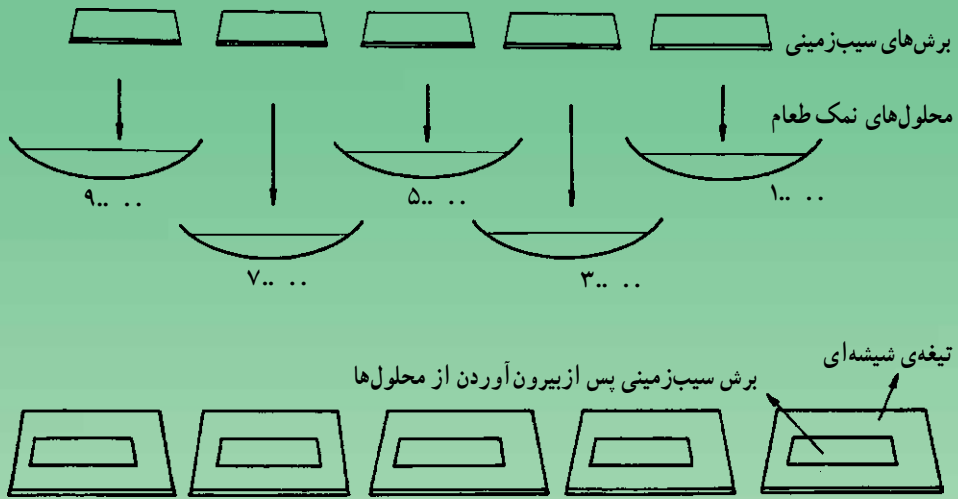 برش‌های سیب‌زمینی
محلول‌های نمک طعام
۱.. . .
۵.. . .
۹.. . .
۳.. . .
۷.. . .
تیغه‌ی شیشه‌ای
برش سیب‌زمینی پس از بیرون آوردن از محلول‌ها